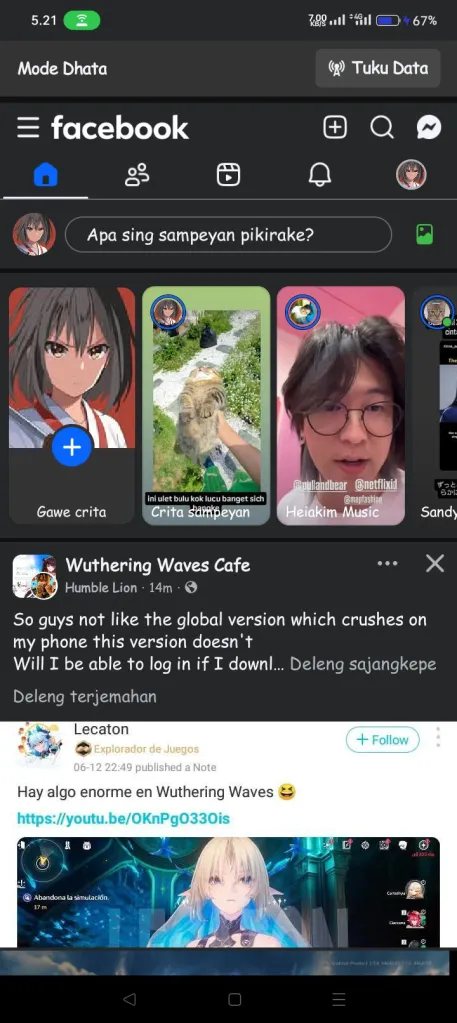 5.21
7.00
KB/S
4G
67%
Mode Dhata
Tuku Data
facebook
Apa sing sampeyan pikirake?
ini ulet bulu kok lucu banget sich
@pullandbear @netflixid
@mapfashion
Gawe crita
Crita sampeyan
Heiakim Music
Sandy
Wuthering Waves Cafe
Humble Lion · 14m ·
So guys not like the global version which crushes on
my phone this version doesn't
Will I be able to log in if I downl... Deleng sajangkepe
Deleng terjemahan
Lecaton
Explorador de Juegos
+ Follow
06-12 22:49 published a Note
Hay algo enorme en Wuthering Waves 😆
https://youtu.be/OKnPgO33Ois
Abandona la simulación.
17 m